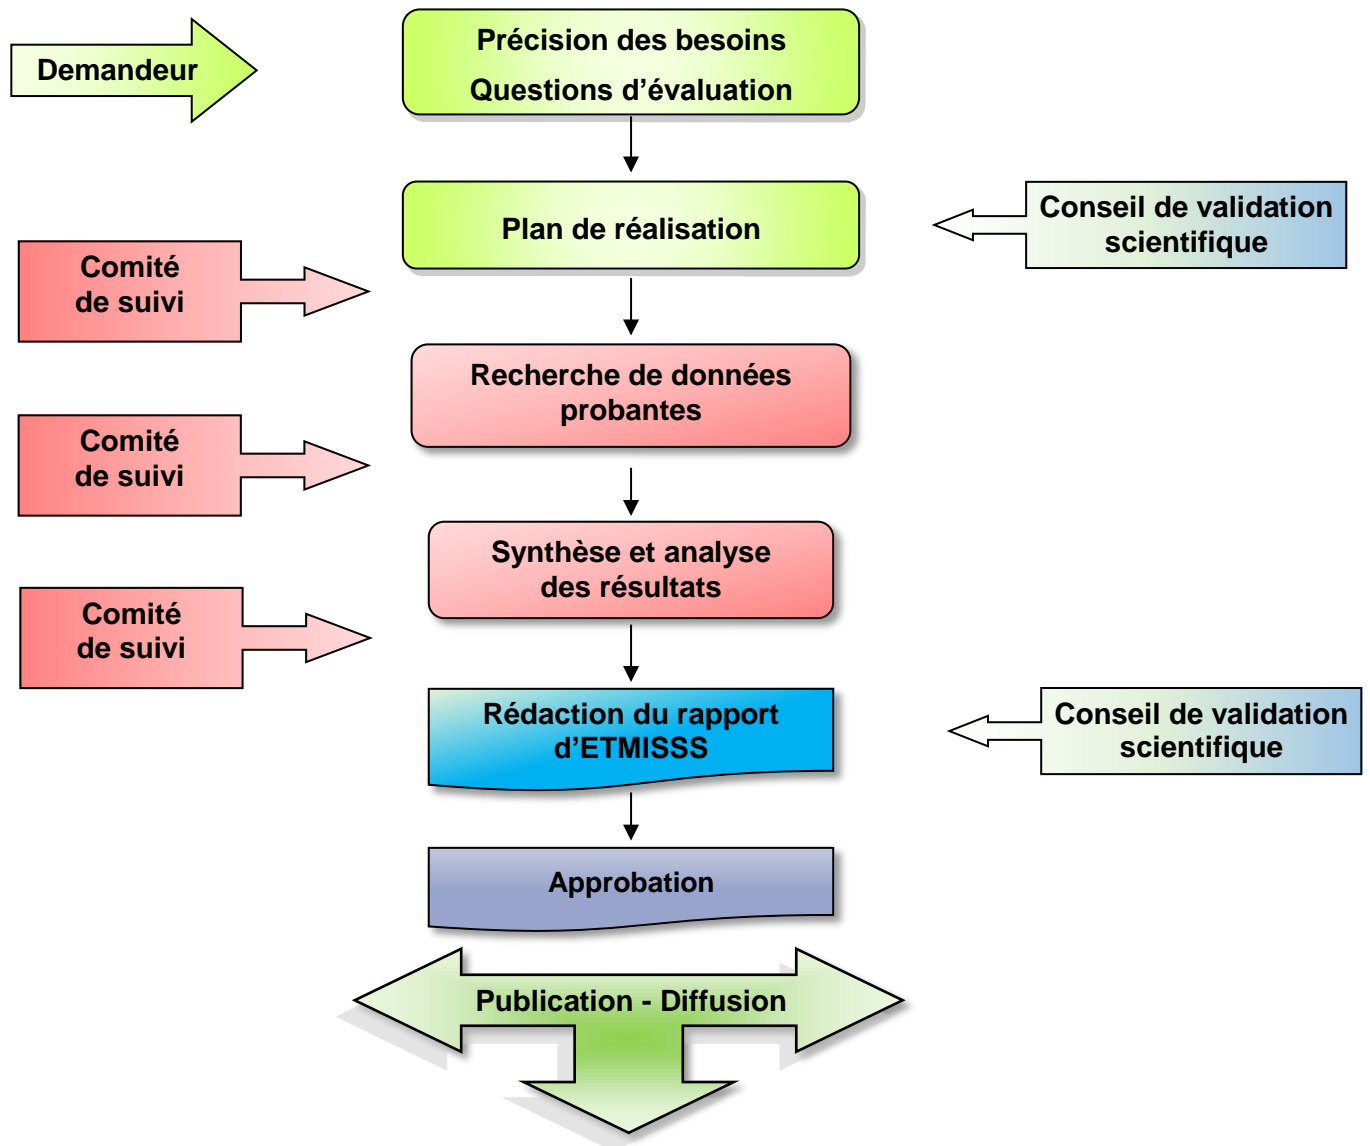 Demandeur
Précision des besoins
Questions d’évaluation
Plan de réalisation
Conseil de validation
scientifique
Comité
de suivi
Recherche de données
probantes
Comité
de suivi
Synthèse et analyse
des résultats
Comité
de suivi
Rédaction du rapport
d’ETMISSS
Conseil de validation
scientifique
Approbation
Publication - Diffusion